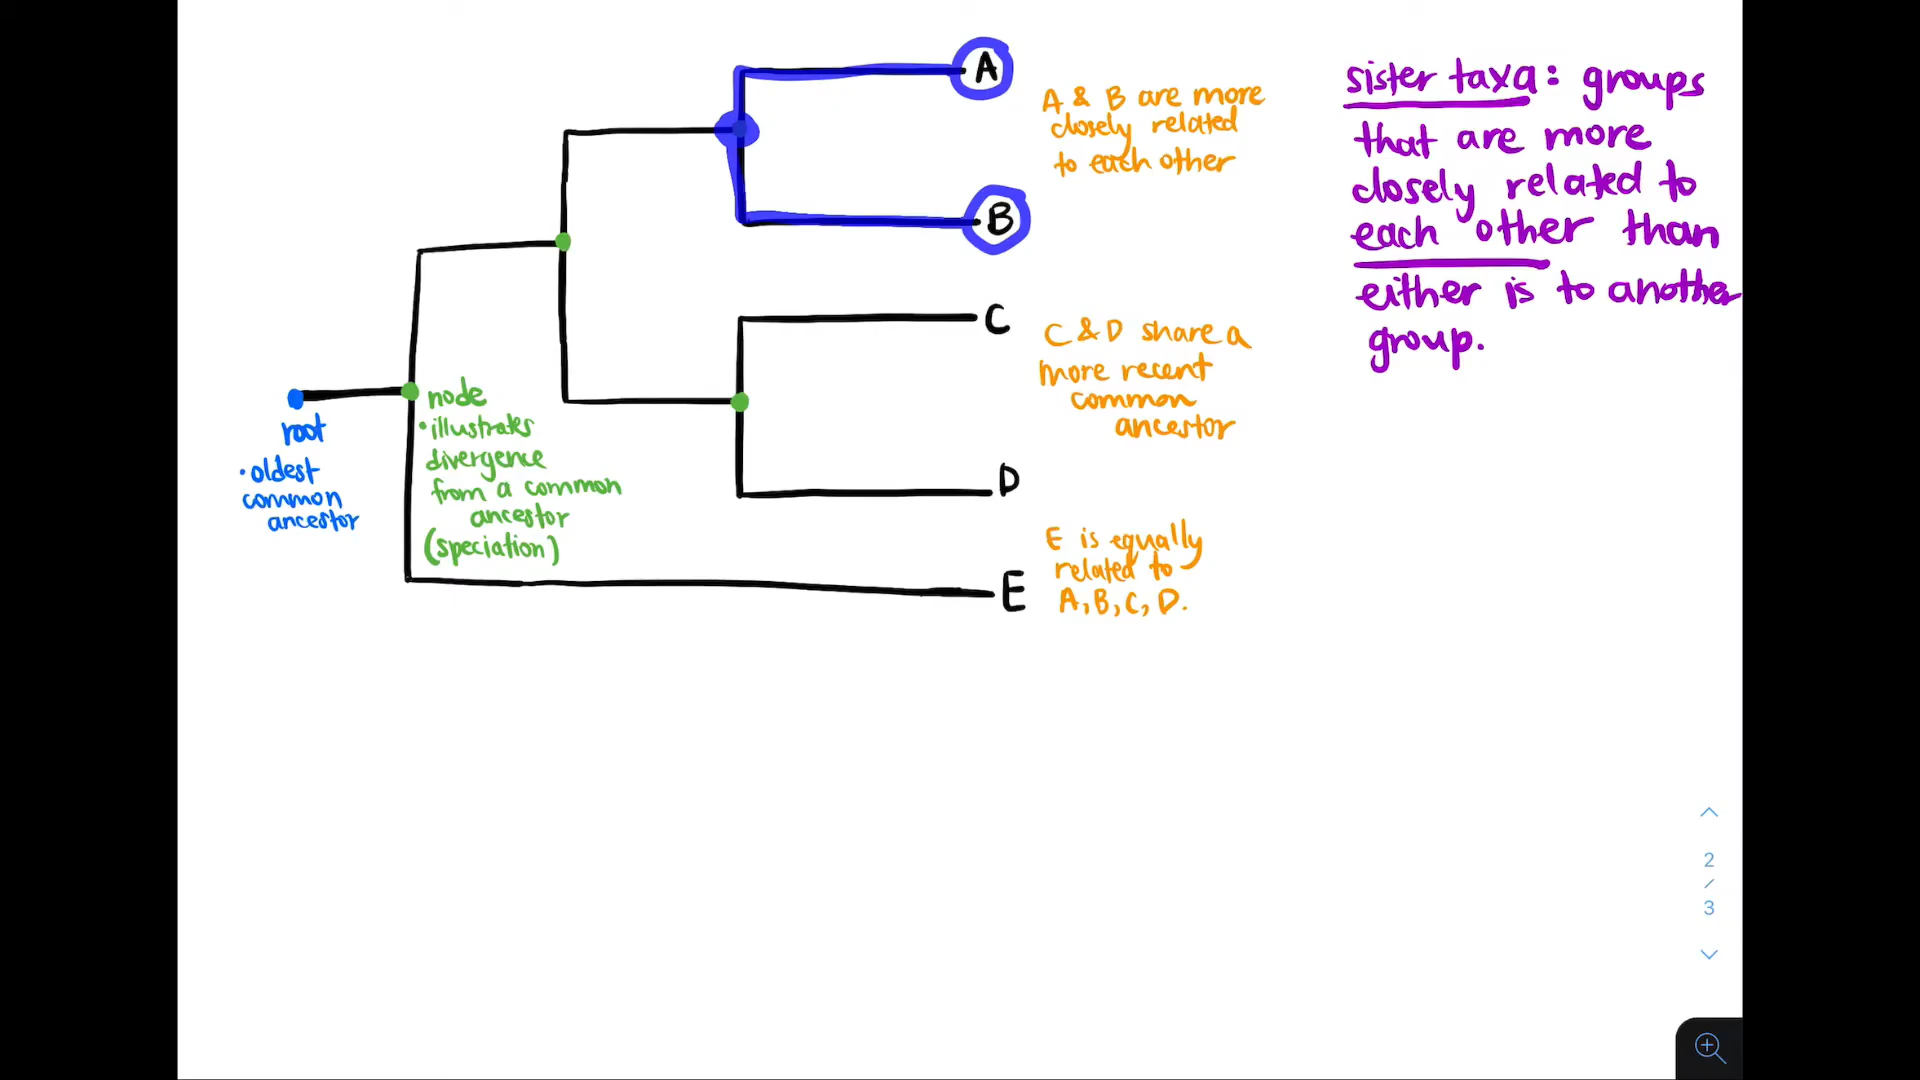 A
A & B are more
closely related
to each other
B
C
C & D share a
more recent
common
ancestor
D
E is equally
related to
A, B, C, D.
E
root
•oldest
common
ancestor
node
•illustrates
divergence
from a common
ancestor
(speciation)
sister taxa: groups
that are more
closely related to
each other than
either is to another
group.
2
/
3